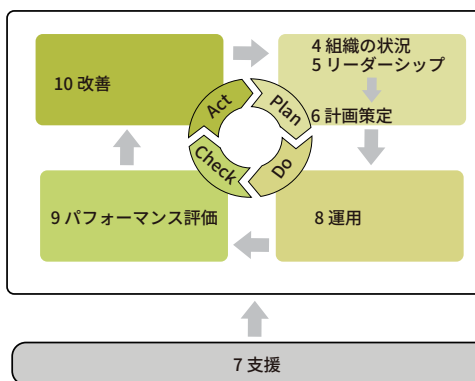 10 改善
4 組織の状況
5 リーダーシップ
6 計画策定
Act
Plan
Check
Do
9 パフォーマンス評価
8 運用
7 支援